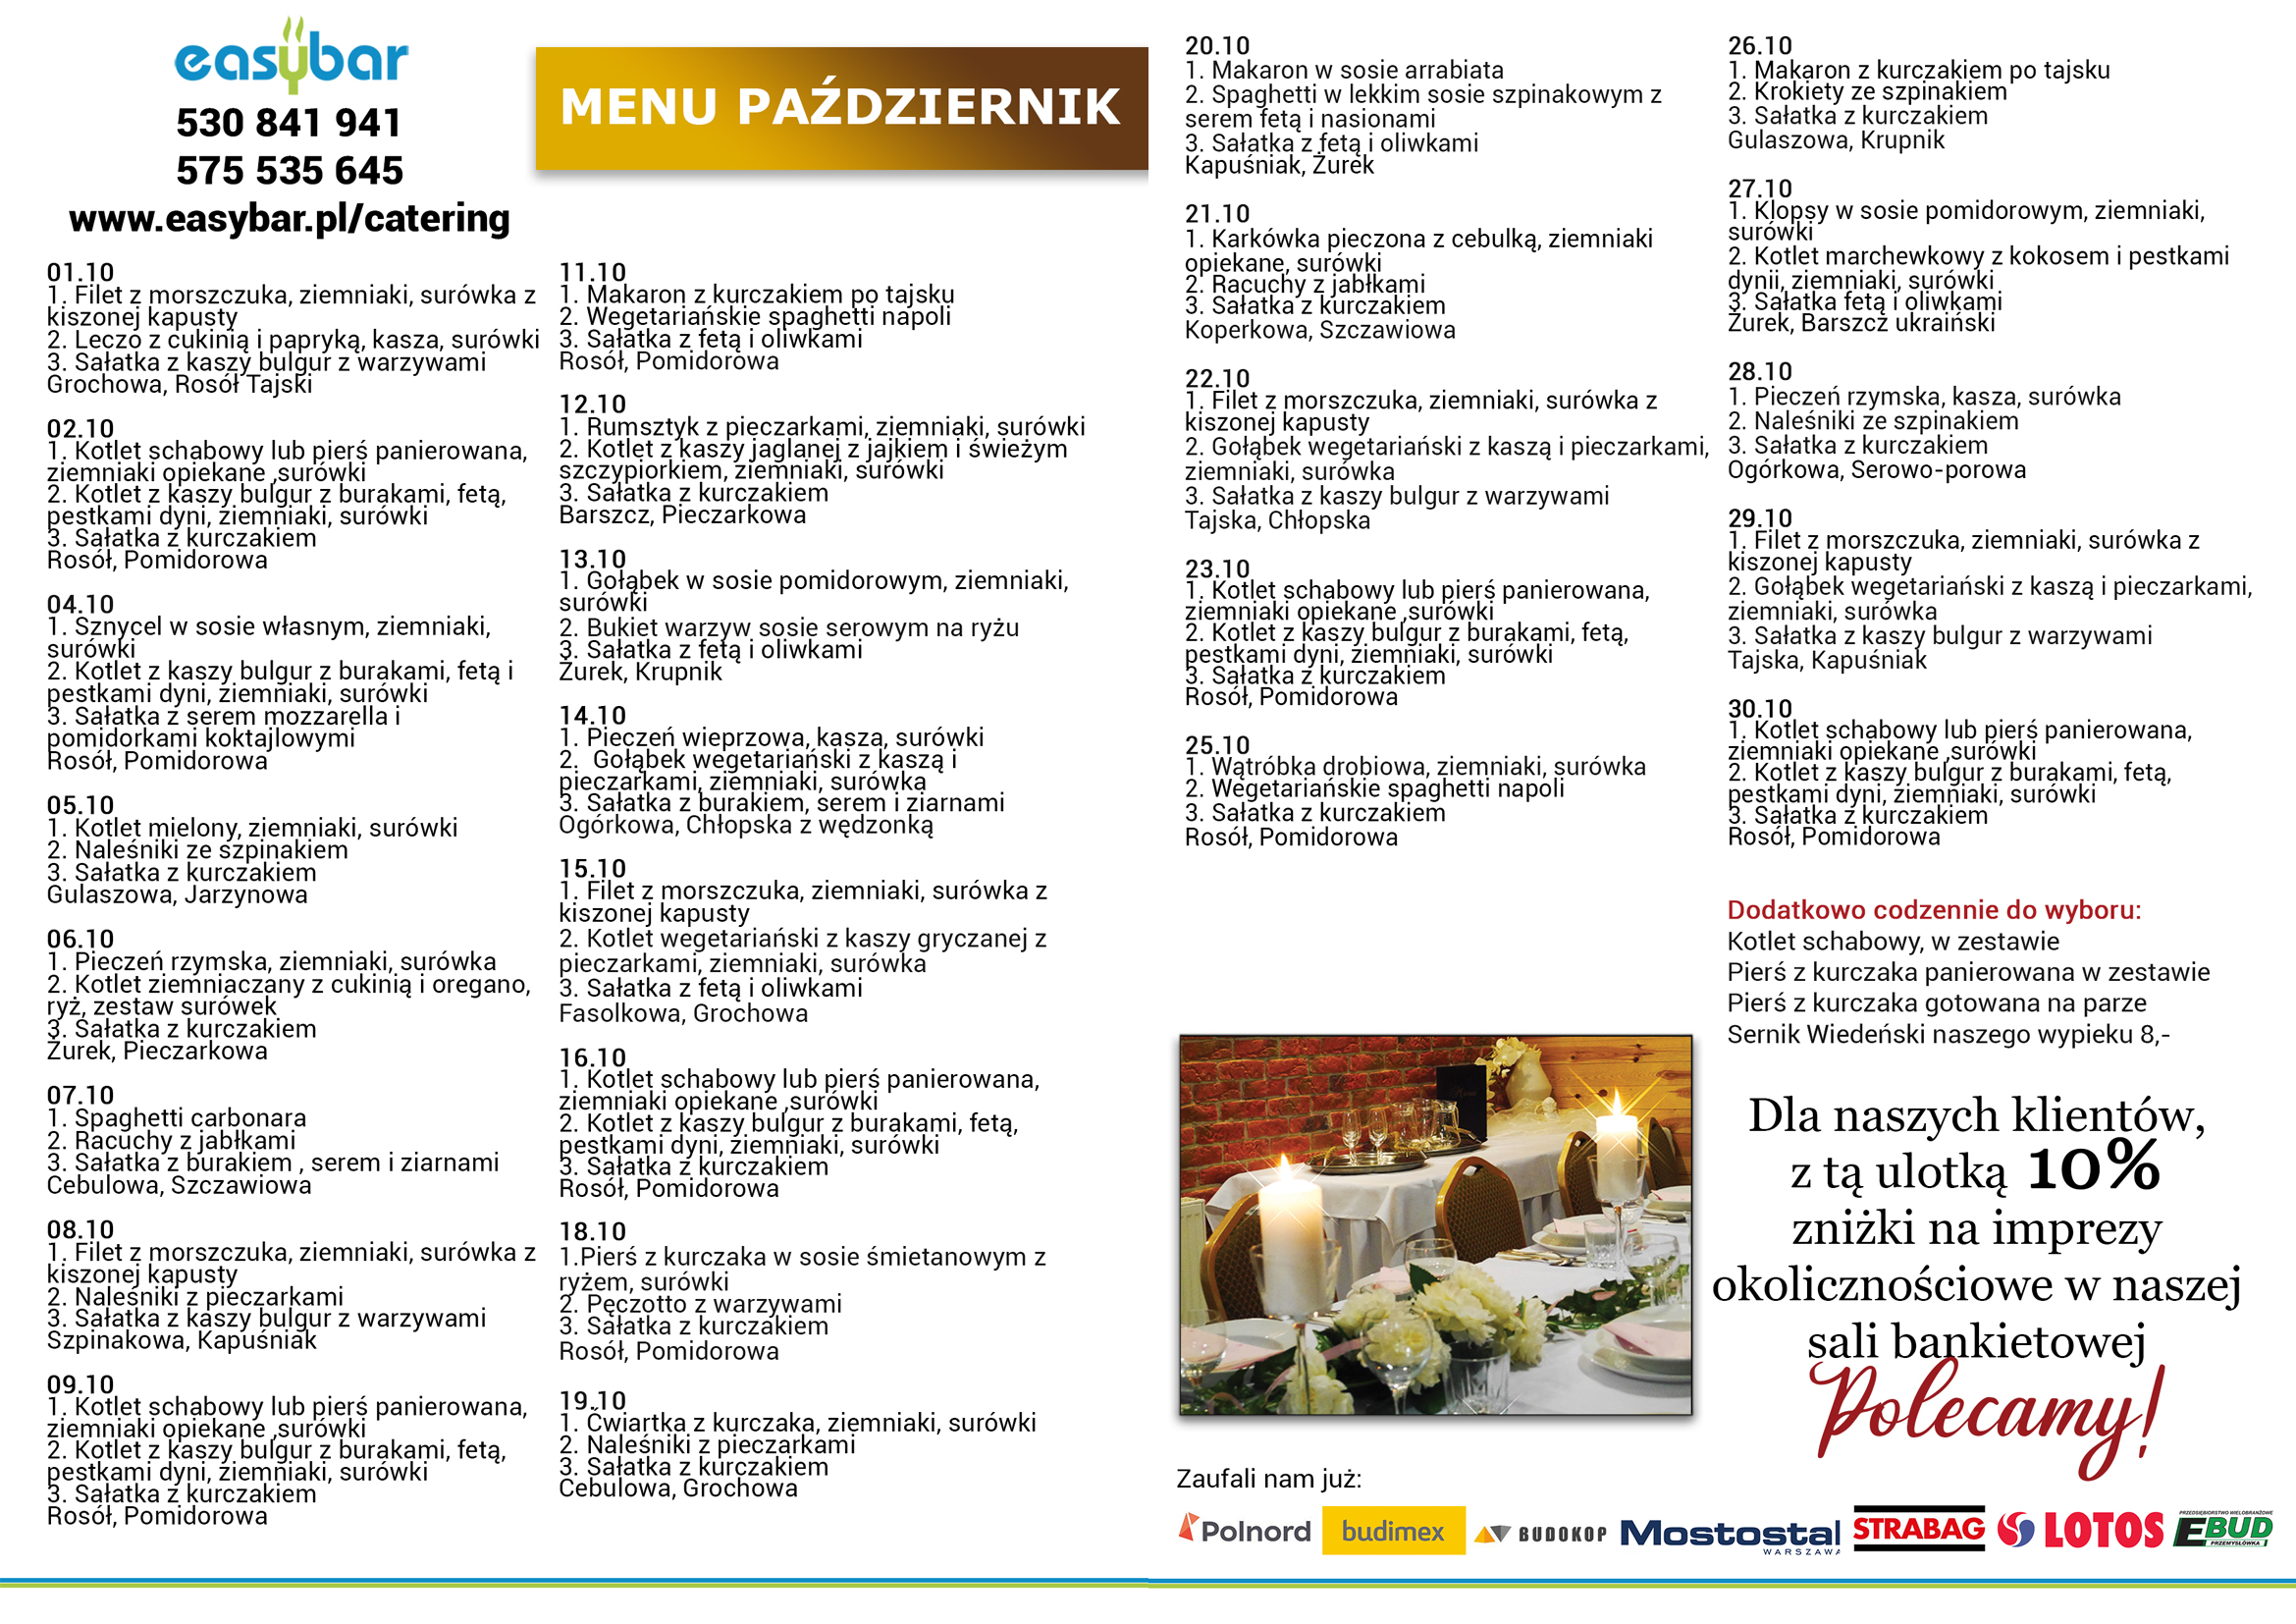 easybar
530 841 941
575 535 645
www.easybar.pl/catering
MENU PAŹDZIERNIK
01.10
1. Filet z morszczuka, ziemniaki, surówka z
kiszonej kapusty
2. Leczo z cukinią i papryką, kasza, surówki
3. Sałatka z kaszy bulgur z warzywami
Grochowa, Rosół Tajski
02.10
1. Kotlet schabowy lub pierś panierowana,
ziemniaki opiekane ,surówki
2. Kotlet z kaszy bulgur z burakami, fetą,
pestkami dyni, ziemniaki, surówki
3. Sałatka z kurczakiem
Rosół, Pomidorowa
04.10
1. Sznycel w sosie własnym, ziemniaki,
surówki
2. Kotlet z kaszy bulgur z burakami, fetą i
pestkami dyni, ziemniaki, surówki
3. Sałatka z serem mozzarella i
pomidorkami koktajlowymi
Rosół, Pomidorowa
05.10
1. Kotlet mielony, ziemniaki, surówki
2. Naleśniki ze szpinakiem
3. Sałatka z kurczakiem
Gulaszowa, Jarzynowa
06.10
1. Pieczeń rzymska, ziemniaki, surówka
2. Kotlet ziemniaczany z cukinią i oregano,
ryż, zestaw surówek
3. Sałatka z kurczakiem
Żurek, Pieczarkowa
07.10
1. Spaghetti carbonara
2. Racuchy z jabłkami
3. Sałatka z burakiem , serem i ziarnami
Cebulowa, Szczawiowa
08.10
1. Filet z morszczuka, ziemniaki, surówka z
kiszonej kapusty
2. Naleśniki z pieczarkami
3. Sałatka z kaszy bulgur z warzywami
Szpinakowa, Kapuśniak
09.10
1. Kotlet schabowy lub pierś panierowana,
ziemniaki opiekane ,surówki
2. Kotlet z kaszy bulgur z burakami, fetą,
pestkami dyni, ziemniaki, surówki
3. Sałatka z kurczakiem
Rosół, Pomidorowa
11.10
1. Makaron z kurczakiem po tajsku
2. Wegetariańskie spaghetti napoli
3. Sałatka z fetą i oliwkami
Rosół, Pomidorowa
12.10
1. Rumsztyk z pieczarkami, ziemniaki, surówki
2. Kotlet z kaszy jaglanej z jajkiem i świeżym
szczypiorkiem, ziemniaki, surówki
3. Sałatka z kurczakiem
Barszcz, Pieczarkowa
13.10
1. Gołąbek w sosie pomidorowym, ziemniaki,
surówki
2. Bukiet warzyw sosie serowym na ryżu
3. Sałatka z fetą i oliwkami
Żurek, Krupnik
14.10
1. Pieczeń wieprzowa, kasza, surówki
2.  Gołąbek wegetariański z kaszą i
pieczarkami, ziemniaki, surówka
3. Sałatka z burakiem, serem i ziarnami
Ogórkowa, Chłopska z wędzonką
15.10
1. Filet z morszczuka, ziemniaki, surówka z
kiszonej kapusty
2. Kotlet wegetariański z kaszy gryczanej z
pieczarkami, ziemniaki, surówka
3. Sałatka z fetą i oliwkami
Fasolkowa, Grochowa
16.10
1. Kotlet schabowy lub pierś panierowana,
ziemniaki opiekane ,surówki
2. Kotlet z kaszy bulgur z burakami, fetą,
pestkami dyni, ziemniaki, surówki
3. Sałatka z kurczakiem
Rosół, Pomidorowa
18.10
1.Pierś z kurczaka w sosie śmietanowym z
ryżem, surówki
2. Pęczotto z warzywami
3. Sałatka z kurczakiem
Rosół, Pomidorowa
19.10
1. Ćwiartka z kurczaka, ziemniaki, surówki
2. Naleśniki z pieczarkami
3. Sałatka z kurczakiem
Cebulowa, Grochowa
20.10
1. Makaron w sosie arrabiata
2. Spaghetti w lekkim sosie szpinakowym z
serem fetą i nasionami
3. Sałatka z fetą i oliwkami
Kapuśniak, Żurek
21.10
1. Karkówka pieczona z cebulką, ziemniaki
opiekane, surówki
2. Racuchy z jabłkami
3. Sałatka z kurczakiem
Koperkowa, Szczawiowa
22.10
1. Filet z morszczuka, ziemniaki, surówka z
kiszonej kapusty
2. Gołąbek wegetariański z kaszą i pieczarkami,
ziemniaki, surówka
3. Sałatka z kaszy bulgur z warzywami
Tajska, Chłopska
23.10
1. Kotlet schabowy lub pierś panierowana,
ziemniaki opiekane ,surówki
2. Kotlet z kaszy bulgur z burakami, fetą,
pestkami dyni, ziemniaki, surówki
3. Sałatka z kurczakiem
Rosół, Pomidorowa
25.10
1. Wątróbka drobiowa, ziemniaki, surówka
2. Wegetariańskie spaghetti napoli
3. Sałatka z kurczakiem
Rosół, Pomidorowa
26.10
1. Makaron z kurczakiem po tajsku
2. Krokiety ze szpinakiem
3. Sałatka z kurczakiem
Gulaszowa, Krupnik
27.10
1. Klopsy w sosie pomidorowym, ziemniaki,
surówki
2. Kotlet marchewkowy z kokosem i pestkami
dynii, ziemniaki, surówki
3. Sałatka fetą i oliwkami
Żurek, Barszcz ukraiński
28.10
1. Pieczeń rzymska, kasza, surówka
2. Naleśniki ze szpinakiem
3. Sałatka z kurczakiem
Ogórkowa, Serowo-porowa
29.10
1. Filet z morszczuka, ziemniaki, surówka z
kiszonej kapusty
2. Gołąbek wegetariański z kaszą i pieczarkami,
ziemniaki, surówka
3. Sałatka z kaszy bulgur z warzywami
Tajska, Kapuśniak
30.10
1. Kotlet schabowy lub pierś panierowana,
ziemniaki opiekane ,surówki
2. Kotlet z kaszy bulgur z burakami, fetą,
pestkami dyni, ziemniaki, surówki
3. Sałatka z kurczakiem
Rosół, Pomidorowa
Dodatkowo codzennie do wyboru:
Kotlet schabowy, w zestawie
Pierś z kurczaka panierowana w zestawie
Pierś z kurczaka gotowana na parze
Sernik Wiedeński naszego wypieku 8,-
Dla naszych klientów,
z tą ulotką 10%
zniżki na imprezy
okolicznościowe w naszej
sali bankietowej
Polecamy!
Zaufali nam już:
Polnord
budimex
BUDOKOP
Mostostal
WARSZAWA
STRABAG
LOTOS
PRZEDSIĘBIORSTWO WIELOBRANŻOWE
EBUD
PRZEMYSŁÓWKA